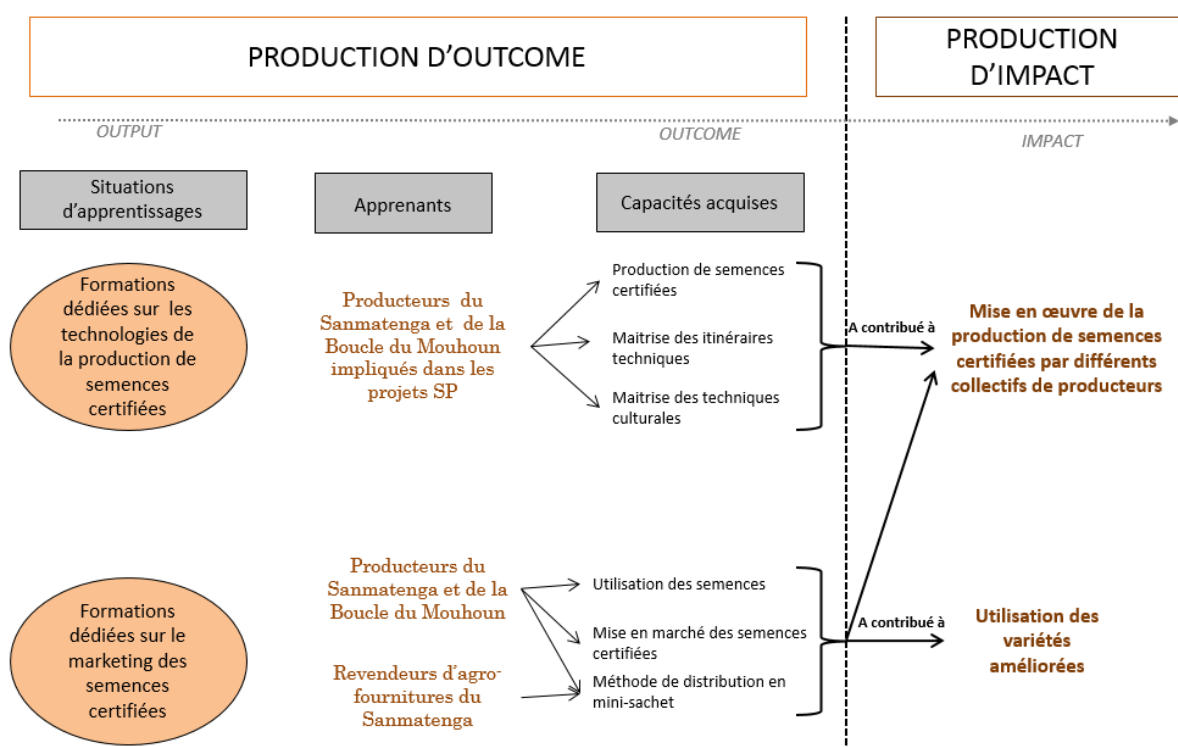 PRODUCTION D'OUTCOME
PRODUCTION
D'IMPACT
OUTPUT
OUTCOME
IMPACT
Situations
d'apprentissages
Apprenants
Capacités acquises
Formations
dédiées sur les
technologies de
la production de
semences
certifiées
Producteurs du
Sanmatenga et de la
Boucle du Mouhoun
impliqués dans les
projets SP
Production de semences
certifiées
Maitrise des itinéraires
techniques
Maitrise des techniques
culturales
A contribué à
Mise en œuvre de la
production de semences
certifiées par différents
collectifs de producteurs
Formations
dédiées sur le
marketing des
semences
certifiées
Producteurs du
Sanmatenga et de la
Boucle du Mouhoun
Revendeurs d'agro-
fournitures du
Sanmatenga
Utilisation des semences
Mise en marché des semences
certifiées
Méthode de distribution en
mini-sachet
A contribué à
Utilisation des
variétés
améliorées